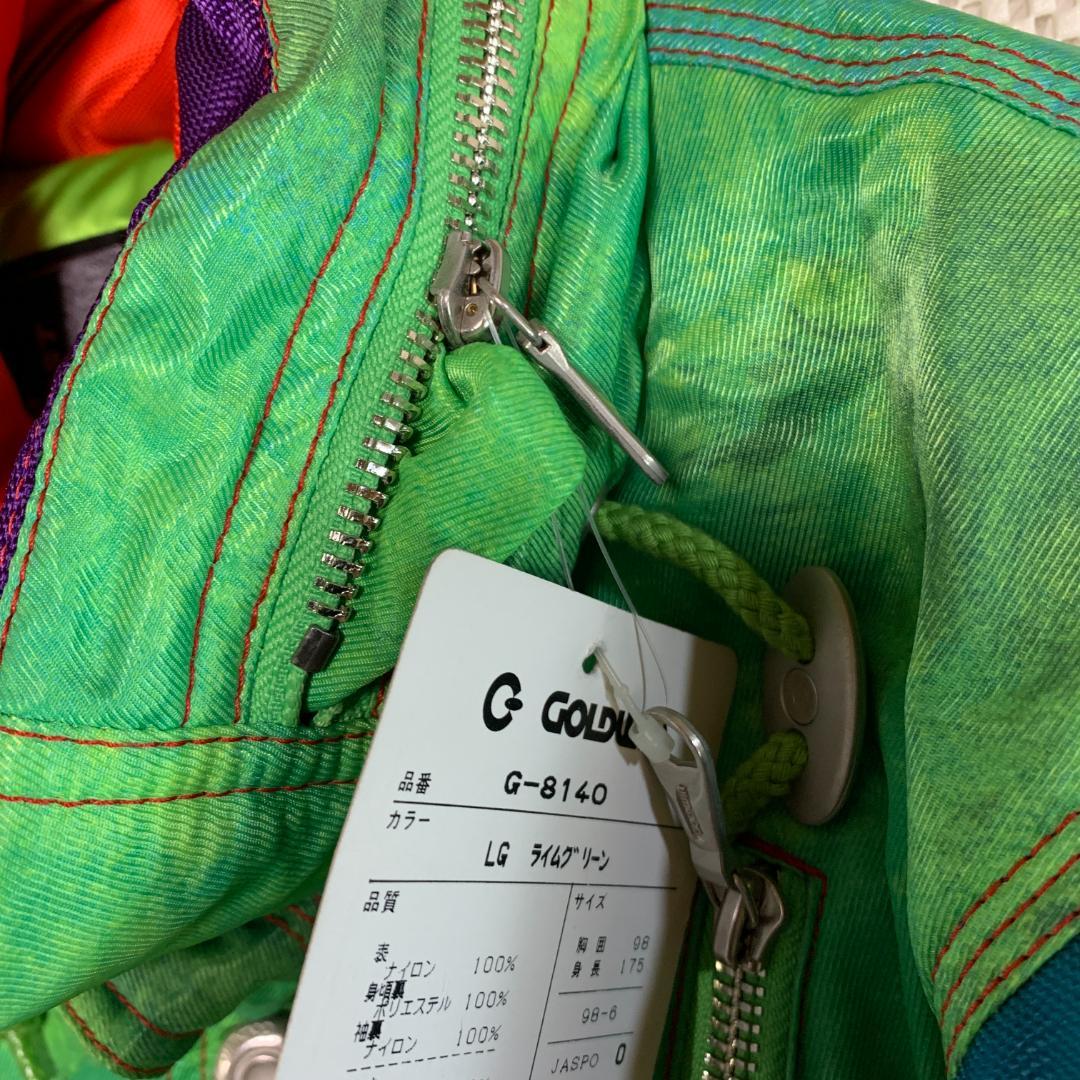 GOLDW
品番 G-8140
カラー
LG ライムグリーン
品質
サイズ
表
ナイロン 100%
身頃裏
ポリエステル 100%
袖裏
ナイロン 100%
胸囲 98
身長 175
98-6
JASPO O